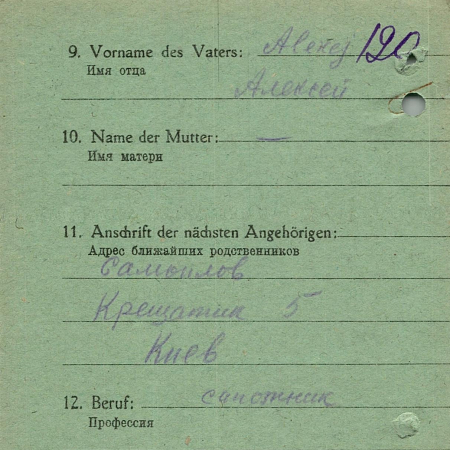 9. Vorname des Vaters: Alexej 120
Имя отца
Алексей
10. Name der Mutter: —
Имя матери
11. Anschrift der nächsten Angehörigen:
Адрес ближайших родственников
Самойлов
Крещатик 5
Киев
12. Beruf: сапожник
Профессия